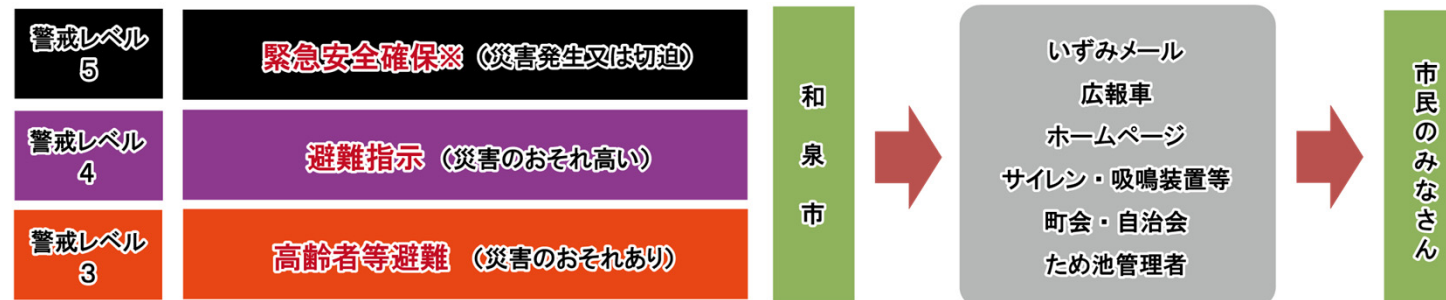 警戒レベル
5
緊急安全確保※（災害発生又は切迫）
警戒レベル
4
避難指示（災害のおそれ高い）
警戒レベル
3
高齢者等避難（災害のおそれあり）
和泉市
いずみメール
広報車
ホームページ
サイレン・吸鳴装置等
町会・自治会
ため池管理者
市民のみなさん